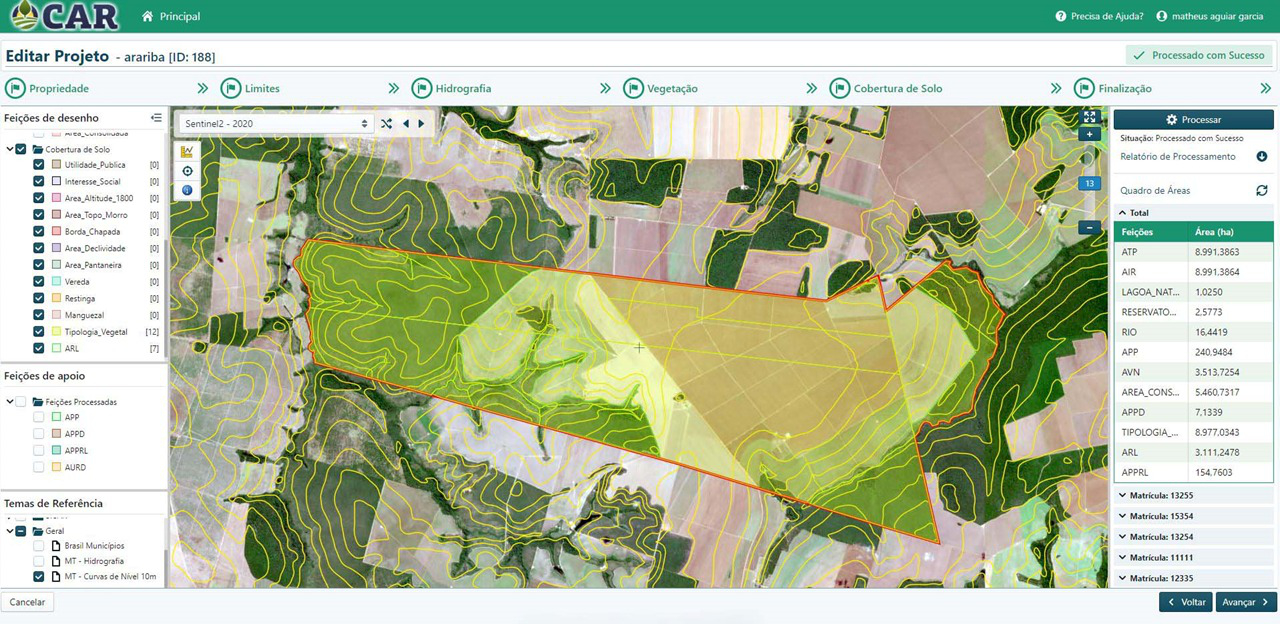 CAR
Principal
Precisa de Ajuda?
matheus aguiar garcia
Editar Projeto - arariba [ID: 188]
Processado com Sucesso
Propriedade
Limites
Hidrografia
Vegetação
Cobertura de Solo
Finalização
Feições de desenho
Area_Consolidada
Cobertura de Solo
Utilidade_Publica [0]
Interesse_Social [0]
Area_Altitude_1800 [0]
Area_Topo_Morro [0]
Borda_Chapada [0]
Area_Declividade [0]
Area_Pantaneira [0]
Vereda [0]
Restinga [0]
Manguezal [0]
Tipologia_Vegetal [12]
ARL [7]
Feições de apoio
Feições Processadas
APP
APPD
APPRL
AURD
Temas de Referência
Geral
Brasil Municípios
MT - Hidrografia
MT - Curvas de Nível 10m
Sentinel2 - 2020
+
13
−
Processar
Situação: Processado com Sucesso
Relatório de Processamento
Quadro de Áreas
Total
Feições Área (ha)
ATP 8.991.3863
AIR 8.991.3864
LAGOA_NAT... 1,0250
RESERVATO... 2.5773
RIO 16,4419
APP 240.9484
AVN 3.513.7254
AREA_CONS... 5.460.7317
APPD 7.1339
TIPOLOGIA_... 8.977.0343
ARL 3.111.2478
APPRL 154.7603
Matrícula: 13255
Matrícula: 15354
Matrícula: 13254
Matrícula: 11111
Matrícula: 12335
Cancelar
Voltar
Avançar